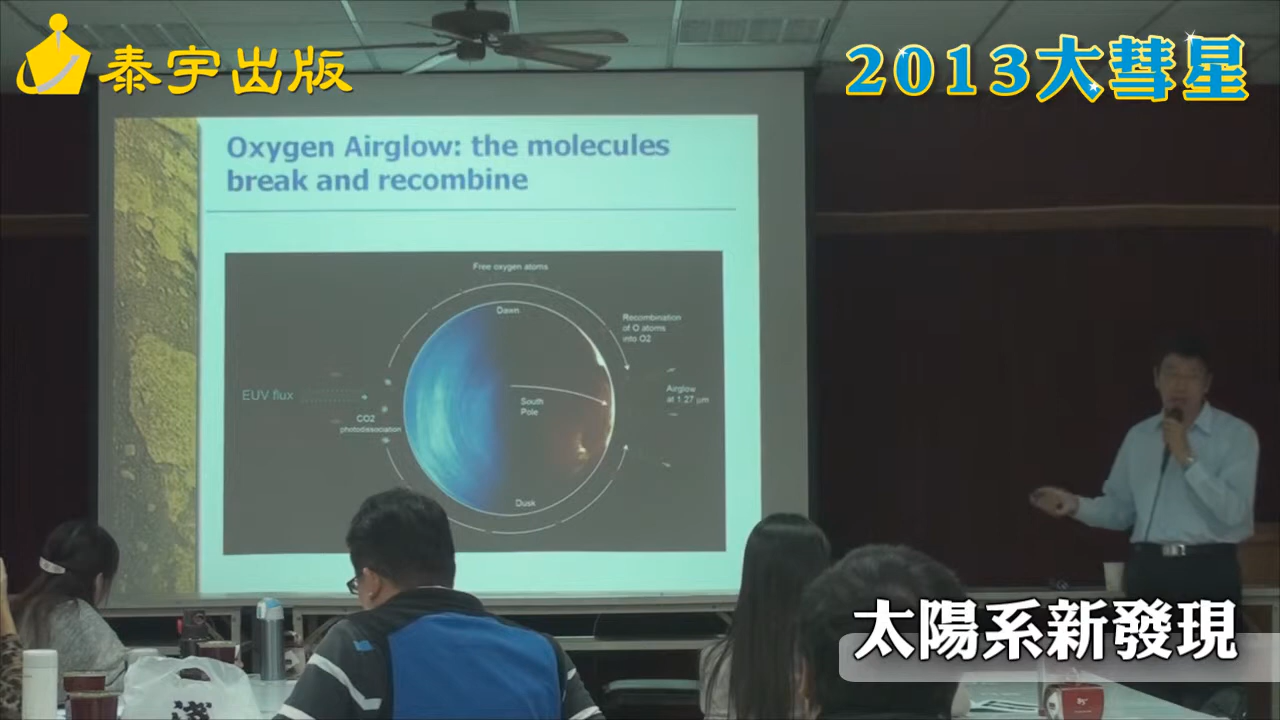 泰宇出版
2013大彗星
Oxygen Airglow: the molecules
break and recombine
Free oxygen atoms
Dawn
Recombination
of O atoms
into O2
EUV flux
CO2
photodissociation
South
Pole
Airglow
at 1.27 µm
Dusk
太陽系新發現